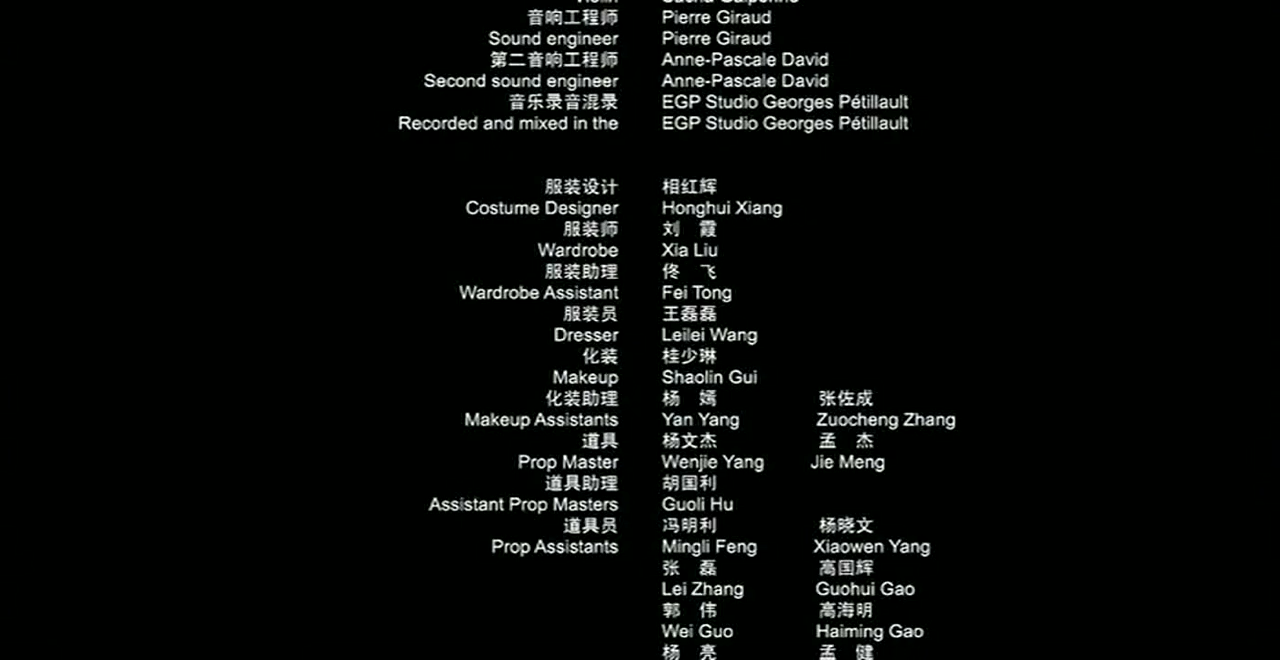 音响工程师 Pierre Giraud
Sound engineer Pierre Giraud
第二音响工程师 Anne-Pascale David
Second sound engineer Anne-Pascale David
音乐录音混录 EGP Studio Georges Pétillault
Recorded and mixed in the EGP Studio Georges Pétillault
服装设计 相红辉
Costume Designer Honghui Xiang
服装师 刘 霞
Wardrobe Xia Liu
服装助理 佟 飞
Wardrobe Assistant Fei Tong
服装员 王磊磊
Dresser Leilei Wang
化装 桂少琳
Makeup Shaolin Gui
化装助理 杨 嫣 张佐成
Makeup Assistants Yan Yang Zuocheng Zhang
道具 杨文杰 孟 杰
Prop Master Wenjie Yang Jie Meng
道具助理 胡国利
Assistant Prop Masters Guoli Hu
道具员 冯明利 杨晓文
Prop Assistants Mingli Feng Xiaowen Yang
张 磊 高国辉
Lei Zhang Guohui Gao
郭 伟 高海明
Wei Guo Haiming Gao
杨 亮 孟 健